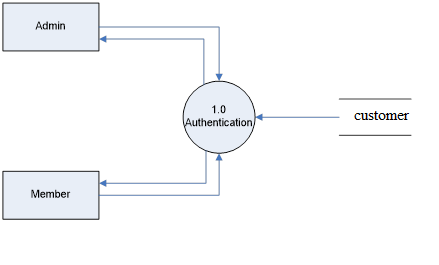 Admin
1.0
Authentication
customer
Member